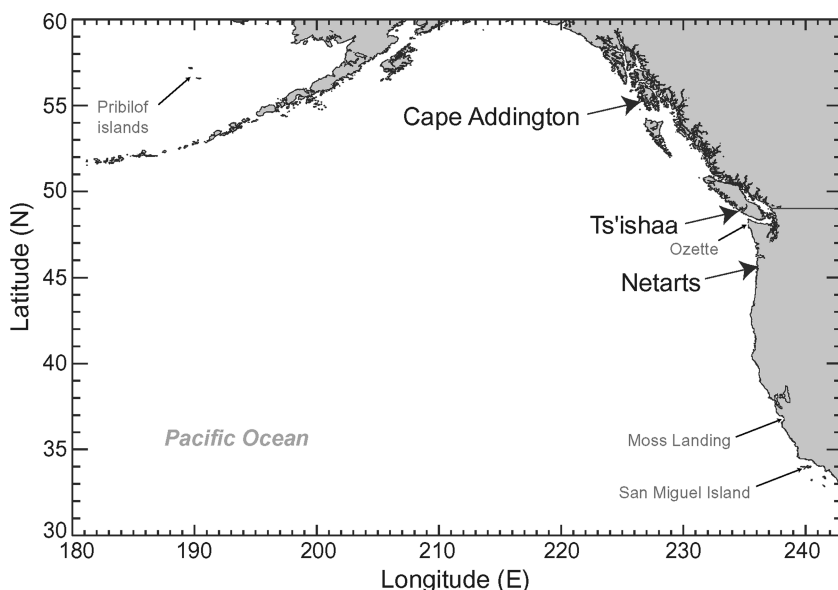 60
55
50
45
40
35
30
Latitude (N)
Pribilof
islands
Cape Addington
Ts'ishaa
Ozette
Netarts
Pacific Ocean
Moss Landing
San Miguel Island
180
190
200
210
220
230
240
Longitude (E)